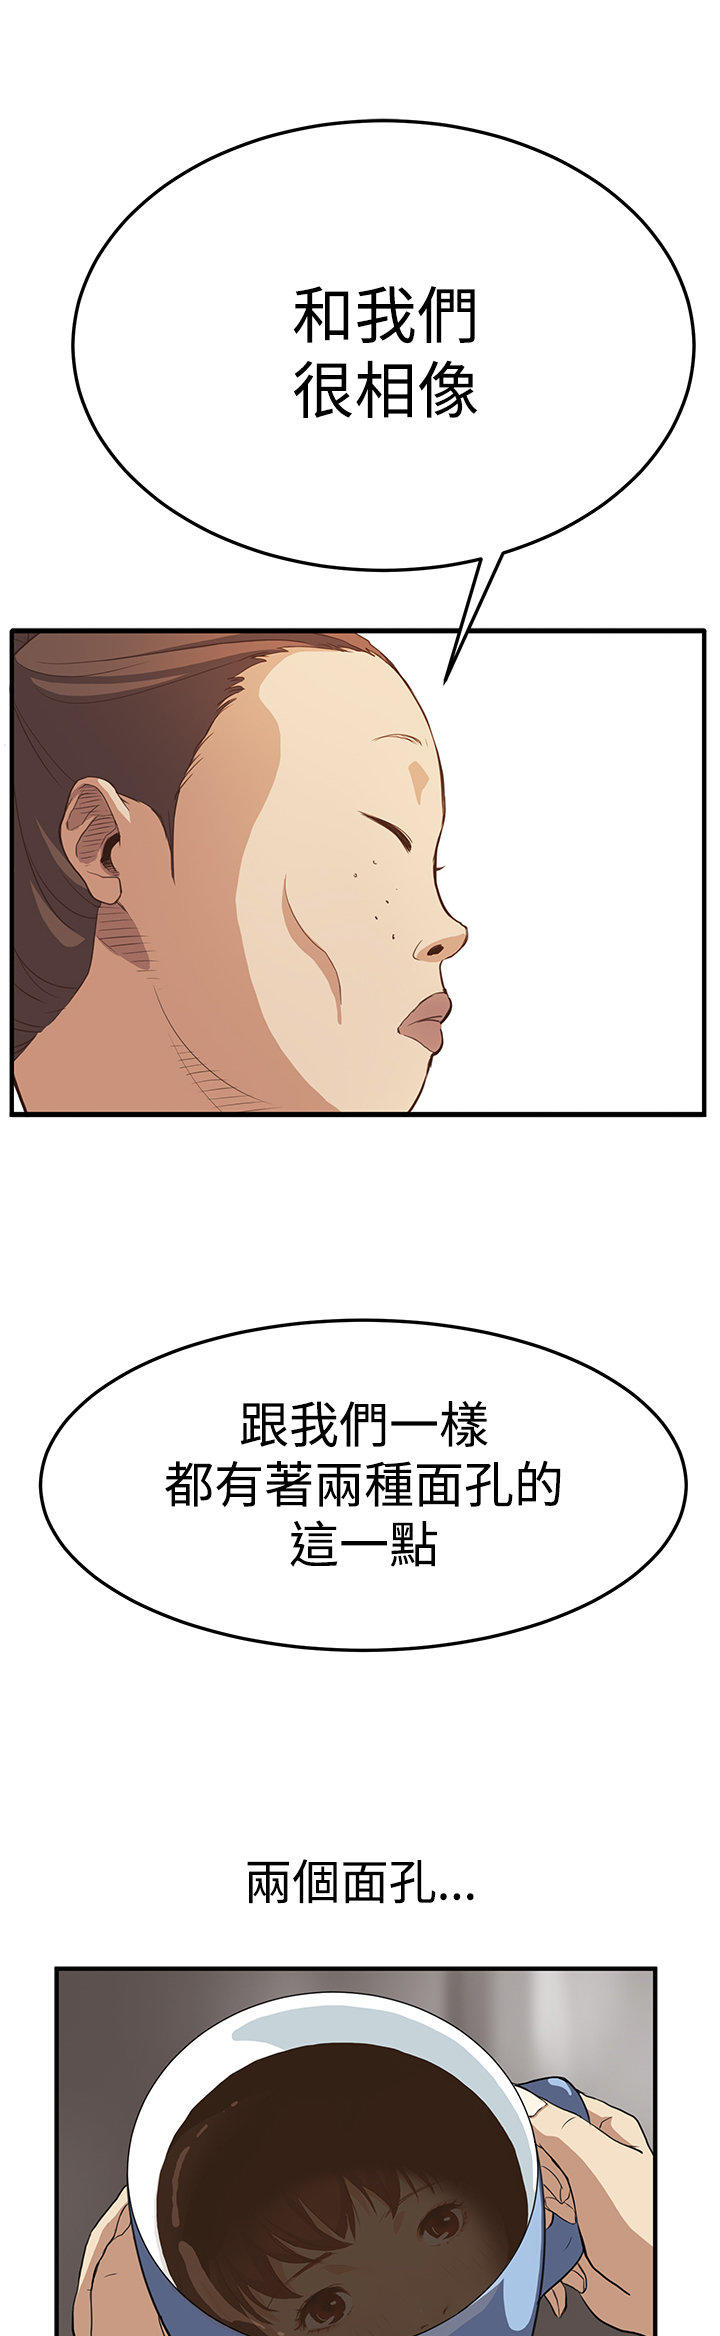 和我們
很相像
跟我們一樣
都有著兩種面孔的
這一點
兩個面孔...